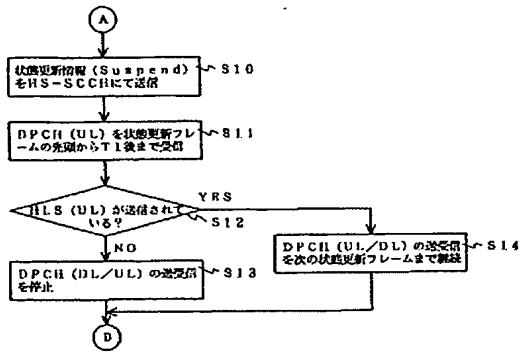 A
状態更新情報(Suspend)
をHS-SCCHにて送信
S10
DPCH(UL)を状態更新フレ
ームの先頭からT1後まで受信
S11
HLS(UL)が送信されて
いる?
S12
YES
NO
DPCH(DL/UL)の送受信
を停止
S13
DPCH(UL/DL)の送受信
を次の状態更新フレームまで継続
S14
D